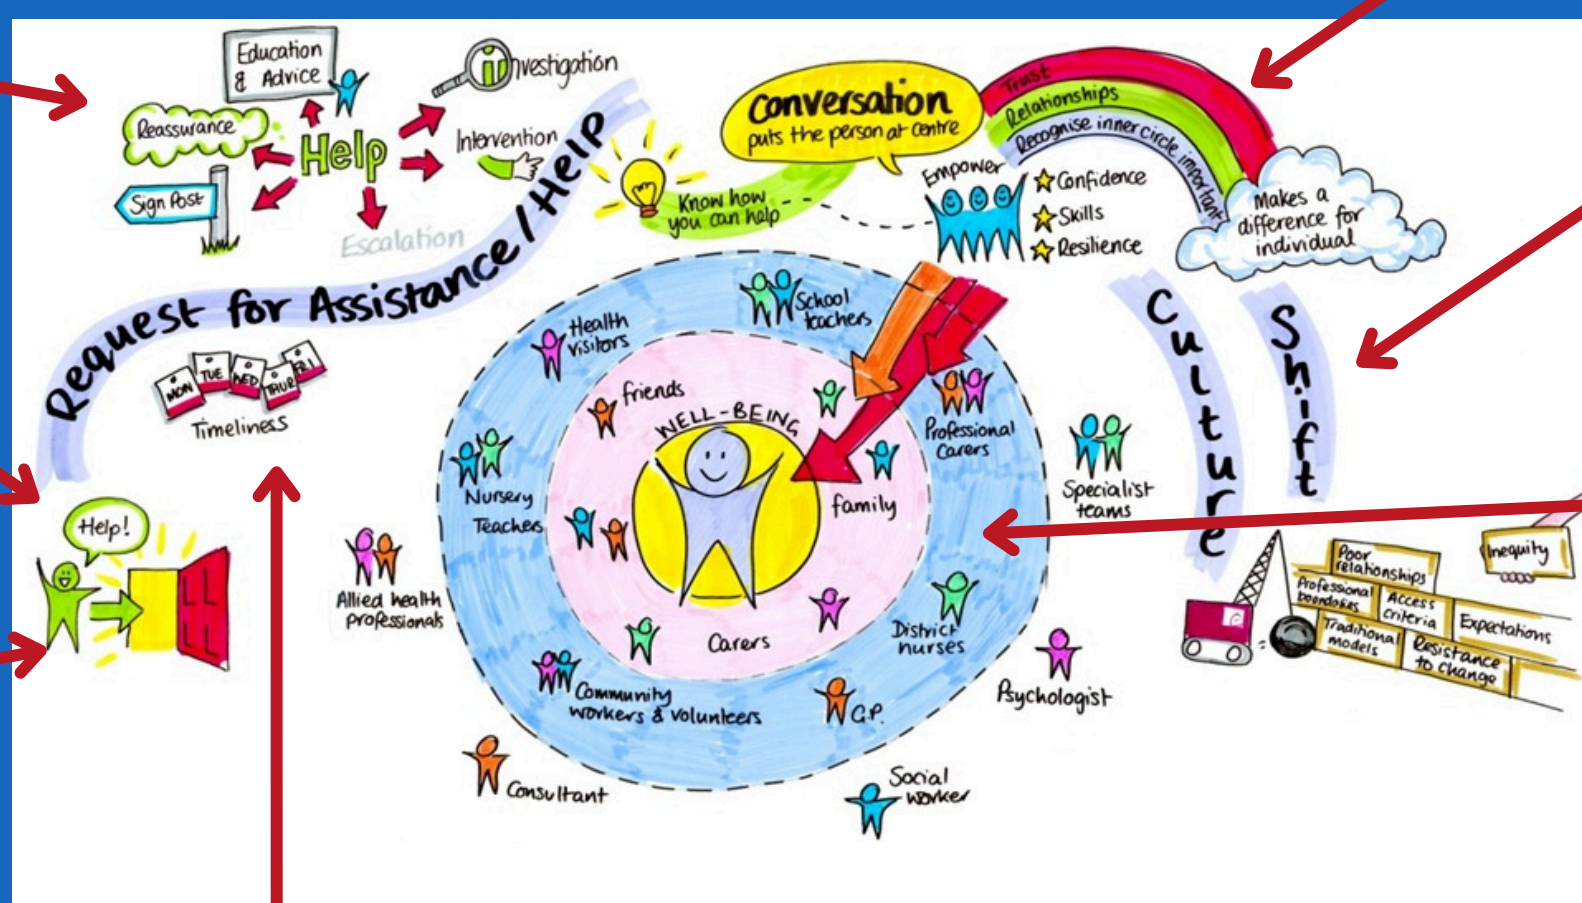 Education
& Advice
Investigation
Reassurance
Help
Intervention
Sign Post
Escalation
Request for Assistance/Help
MON
TUE
WED
THUR
FRI
Timeliness
Help!
Conversation
puts the person at centre
Know how
you can help
Trust
Relationships
Recognise inner circle important
Empower
Confidence
Skills
Resilience
Makes a
difference for
individual
Culture
Shift
School
teachers
Health
visitors
friends
WELL-BEING
Professional
Carers
family
Nursery
Teachers
Specialist
teams
Allied health
professionals
Carers
District
nurses
Community
workers & volunteers
G.P.
Psychologist
Consultant
Social
worker
Inequity
Poor
relationships
Professional
boundaries
Access
criteria
Expectations
Traditional
models
Resistance
to change